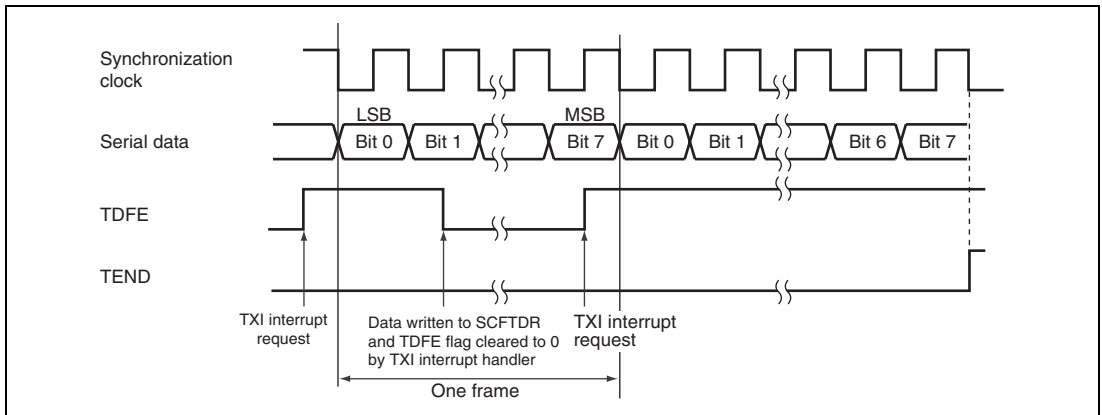 Synchronization
clock
LSB
MSB
Serial data
Bit 0
Bit 1
Bit 7
Bit 0
Bit 1
Bit 6
Bit 7
TDFE
TEND
TXI interrupt
request
Data written to SCFTDR
and TDFE flag cleared to 0
by TXI interrupt handler
TXI interrupt
request
One frame